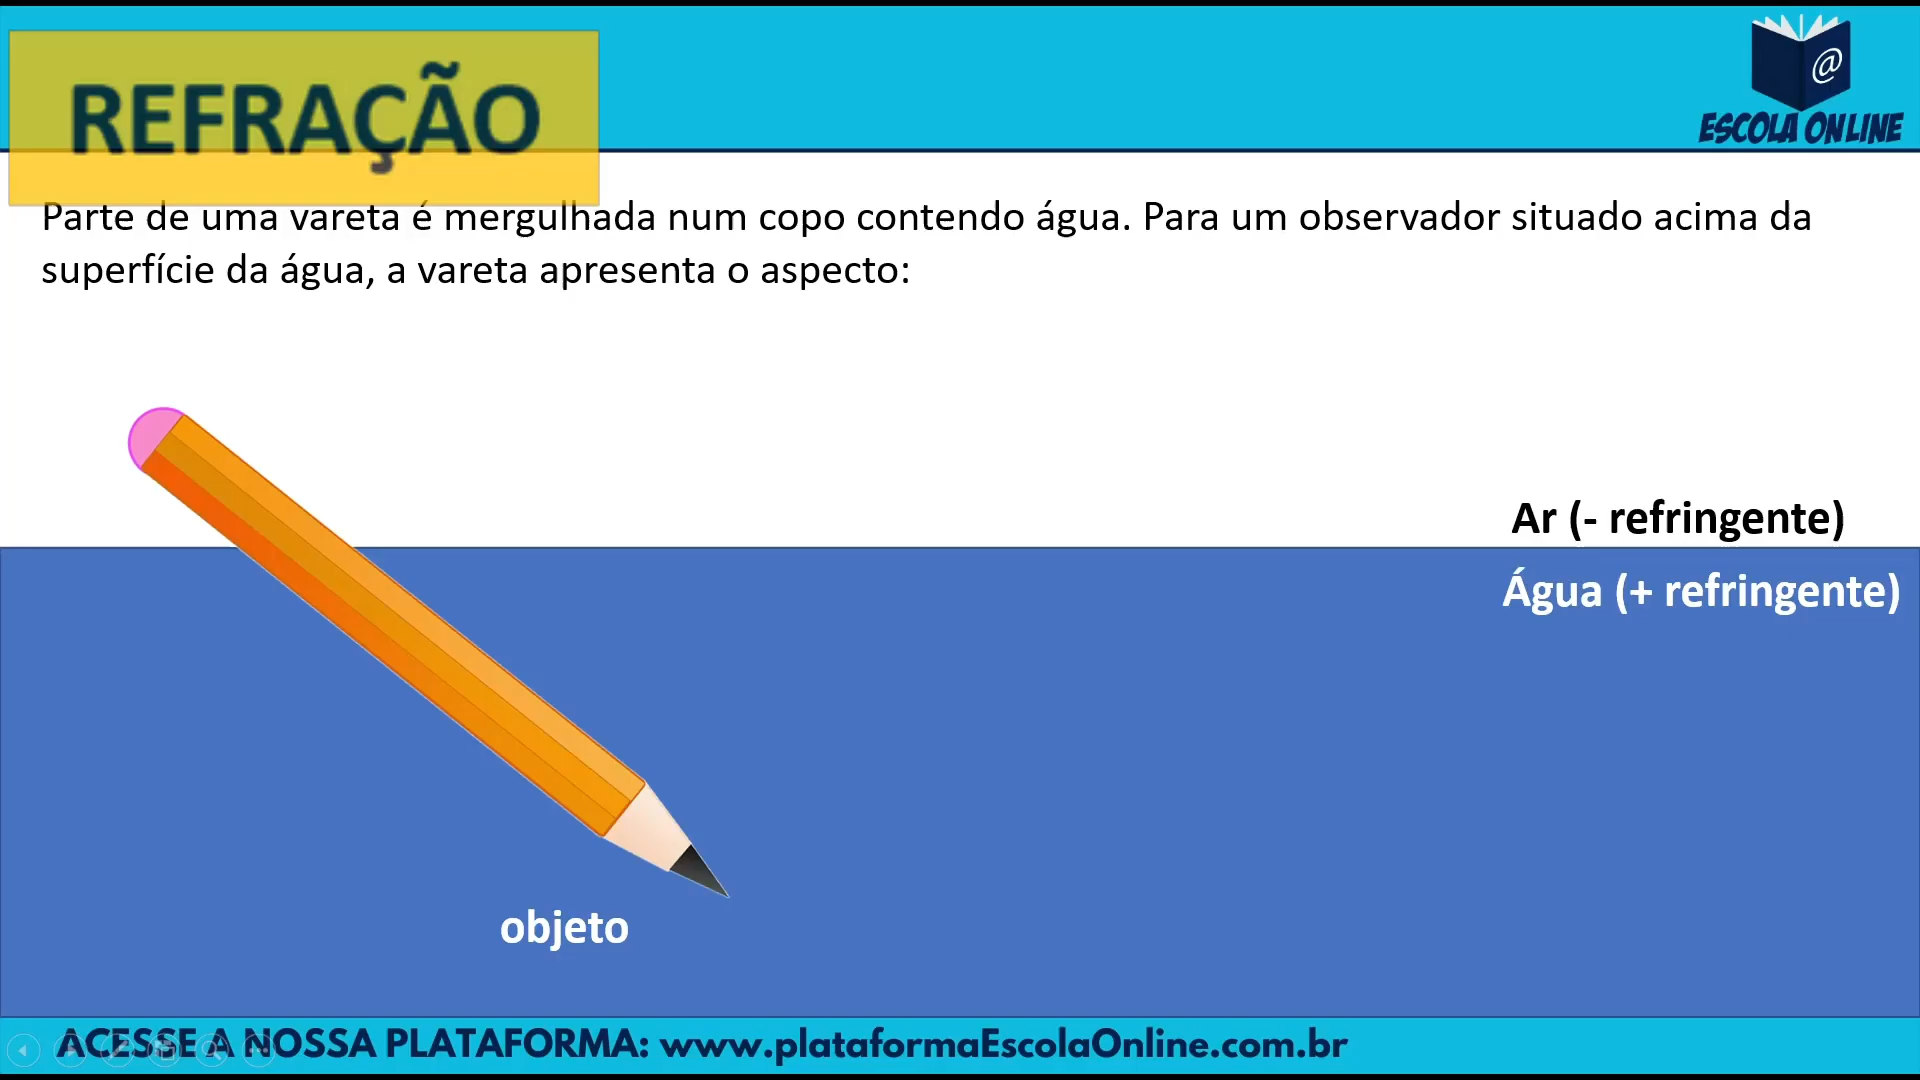 REFRAÇÃO
@
ESCOLA ONLINE
Parte de uma vareta é mergulhada num copo contendo água. Para um observador situado acima da
superfície da água, a vareta apresenta o aspecto:
Ar (- refringente)
Água (+ refringente)
objeto
ACESSE A NOSSA PLATAFORMA: www.plataformaEscolaOnline.com.br